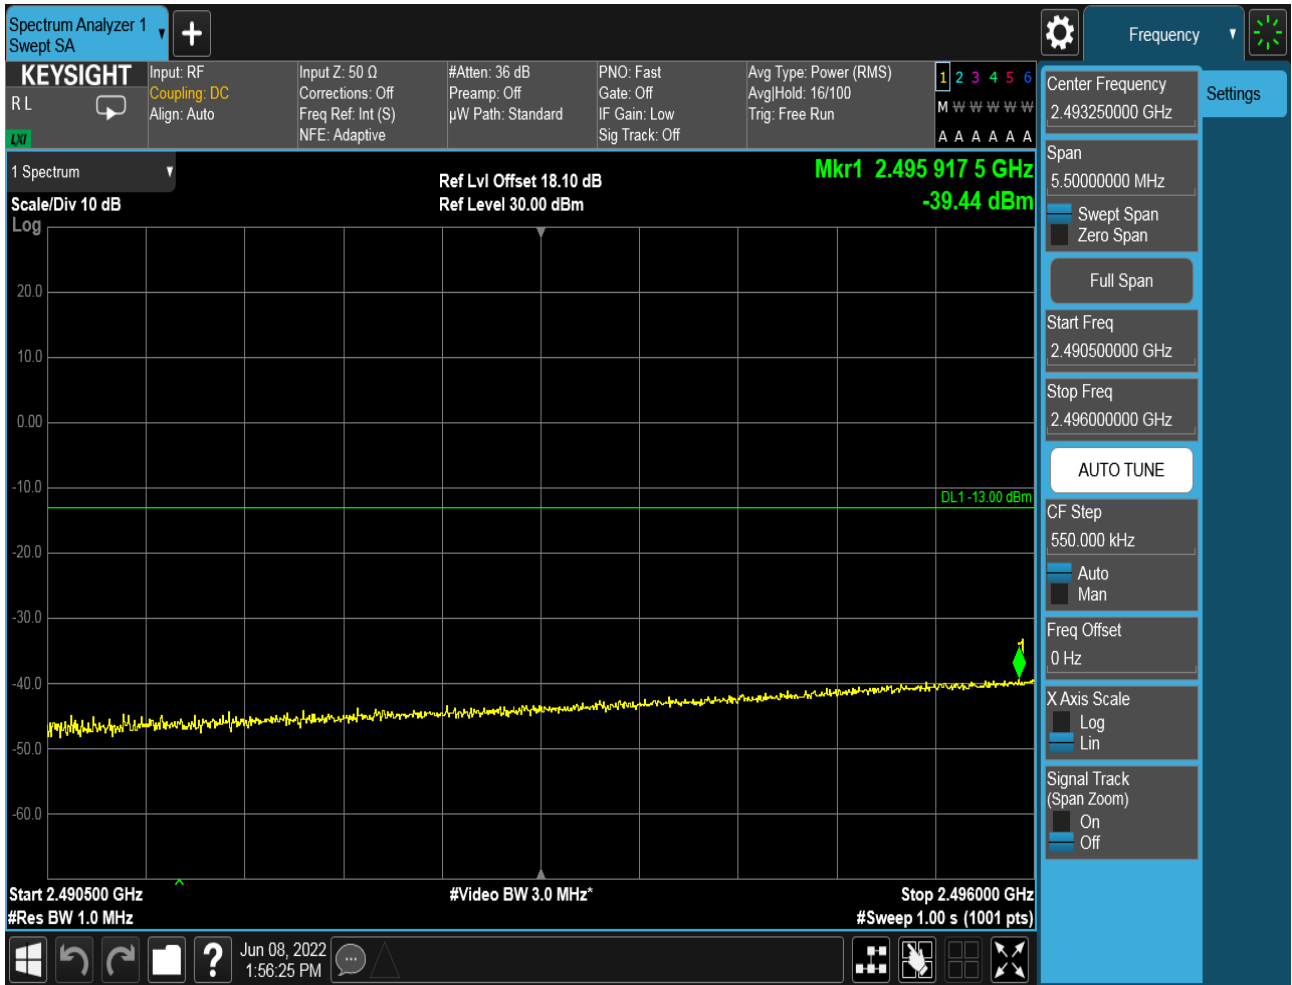 Spectrum Analyzer 1
Swept SA
Frequency
KEYSIGHT
R L
LXI
Input: RF
Coupling: DC
Align: Auto
Input Z: 50 Ω
Corrections: Off
Freq Ref: Int (S)
NFE: Adaptive
#Atten: 36 dB
Preamp: Off
µW Path: Standard
PNO: Fast
Gate: Off
IF Gain: Low
Sig Track: Off
Avg Type: Power (RMS)
Avg|Hold: 16/100
Trig: Free Run
1 2 3 4 5 6
M W W W W W
A A A A A A
1 Spectrum
Scale/Div 10 dB
Log
Ref Lvl Offset 18.10 dB
Ref Level 30.00 dBm
Mkr1 2.495 917 5 GHz
-39.44 dBm
20.0
10.0
0.00
-10.0
-20.0
-30.0
-40.0
-50.0
-60.0
DL1 -13.00 dBm
1
Start 2.490500 GHz
#Res BW 1.0 MHz
#Video BW 3.0 MHz*
Stop 2.496000 GHz
#Sweep 1.00 s (1001 pts)
Center Frequency
2.493250000 GHz
Settings
Span
5.50000000 MHz
Swept Span
Zero Span
Full Span
Start Freq
2.490500000 GHz
Stop Freq
2.496000000 GHz
AUTO TUNE
CF Step
550.000 kHz
Auto
Man
Freq Offset
0 Hz
X Axis Scale
Log
Lin
Signal Track
(Span Zoom)
On
Off
?
Jun 08, 2022
1:56:25 PM